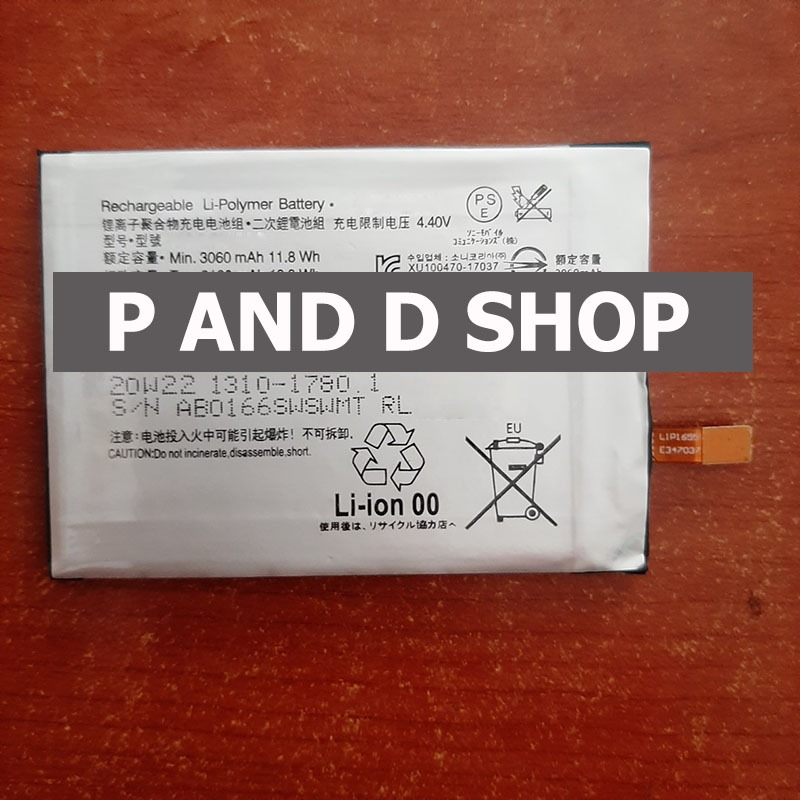 Rechargeable Li-Polymer Battery •
锂离子聚合物充电电池组•二次鋰電池組 充电限制电压 4.40V
型号•型號
额定容量 • Min. 3060 mAh 11.8 Wh
PS
E
ソニーモバイル
コミュニケーションズ(株)
수입업체 : 소니코리아㈜
XU100470-17037
額定容量
P AND D SHOP
20W22 1310-1780.1
S/N AB0166SWSWMT RL
注意:电池投入火中可能引起爆炸! 不可拆卸.
CAUTION:Do not incinerate,disassemble,short.
Li-ion 00
使用後は、リサイクル協力店へ
EU
E347037